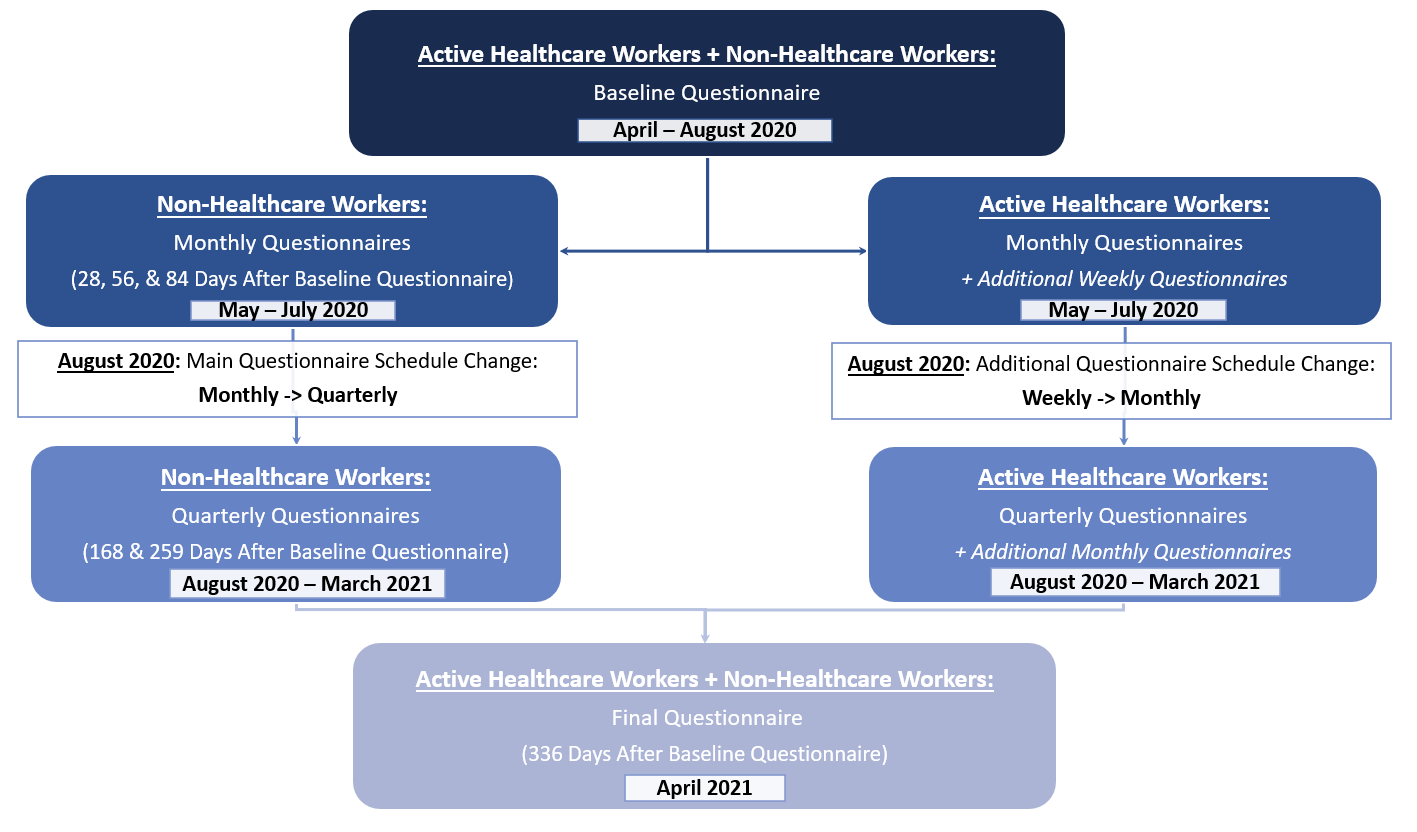 Active Healthcare Workers + Non-Healthcare Workers:
Baseline Questionnaire
April – August 2020
Non-Healthcare Workers:
Monthly Questionnaires
(28, 56, & 84 Days After Baseline Questionnaire)
May – July 2020
Active Healthcare Workers:
Monthly Questionnaires
+ Additional Weekly Questionnaires
May – July 2020
August 2020: Main Questionnaire Schedule Change:
Monthly -> Quarterly
August 2020: Additional Questionnaire Schedule Change:
Weekly -> Monthly
Non-Healthcare Workers:
Quarterly Questionnaires
(168 & 259 Days After Baseline Questionnaire)
August 2020 – March 2021
Active Healthcare Workers:
Quarterly Questionnaires
+ Additional Monthly Questionnaires
August 2020 – March 2021
Active Healthcare Workers + Non-Healthcare Workers:
Final Questionnaire
(336 Days After Baseline Questionnaire)
April 2021